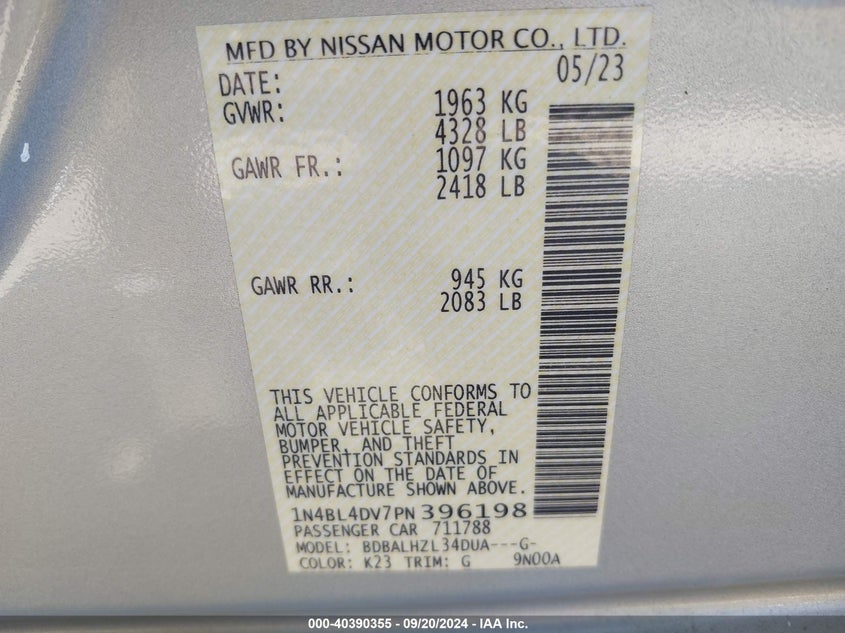 MFD BY NISSAN MOTOR CO., LTD.
DATE: 05/23
GVWR: 1963 KG
4328 LB
GAWR FR.: 1097 KG
2418 LB
GAWR RR.: 945 KG
2083 LB
THIS VEHICLE CONFORMS TO
ALL APPLICABLE FEDERAL
MOTOR VEHICLE SAFETY,
BUMPER, AND THEFT
PREVENTION STANDARDS IN
EFFECT ON THE DATE OF
MANUFACTURE SHOWN ABOVE.
1N4BL4DV7PN396198
PASSENGER CAR 711788
MODEL: BDBALHZL34DUA---G-
COLOR: K23 TRIM: G 9N00A
000-40390355 - 09/20/2024 - IAA Inc.